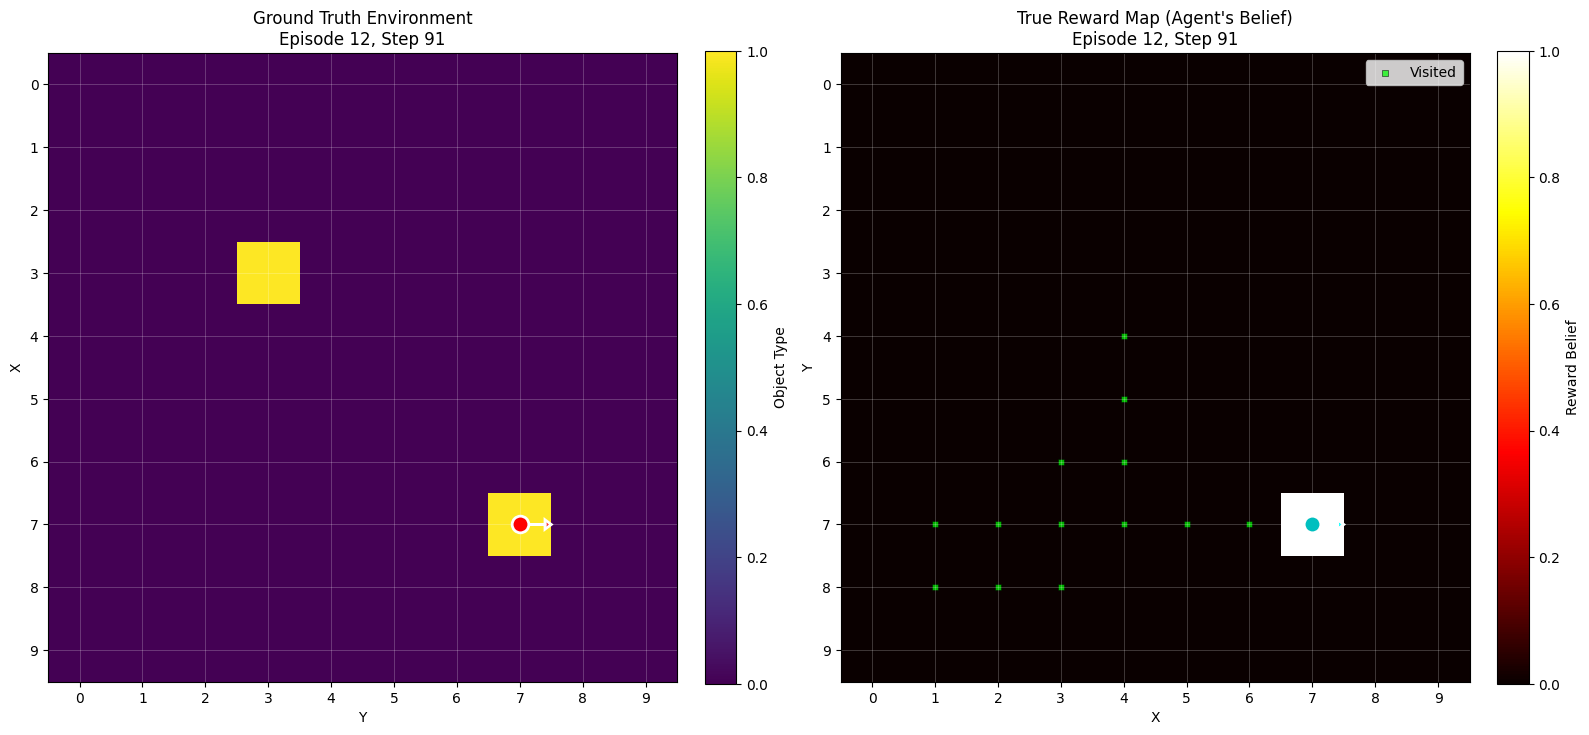 Ground Truth Environment
Episode 12, Step 91
0
1
2
3
4
5
6
7
8
9
X
0 1 2 3 4 5 6 7 8 9
Y
1.0
0.8
0.6
0.4
0.2
0.0
Object Type
True Reward Map (Agent's Belief)
Episode 12, Step 91
Visited
0
1
2
3
4
5
6
7
8
9
Y
0 1 2 3 4 5 6 7 8 9
X
1.0
0.8
0.6
0.4
0.2
0.0
Reward Belief